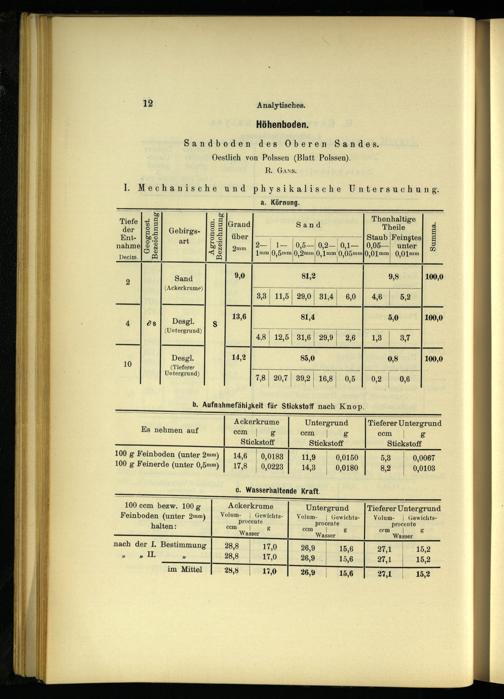 12
Analytisches.
Höhenboden.
Sandboden des Oberen Sandes.
Oestlich von Polssen (Blatt Polssen).
R. Gans.
I. Mechanische und physikalische Untersuchung.
a. Körnung.
Tiefe der Ent-nahme Decim. | Geognost. Bezeichnung | Gebirgs-art | Agronom. Bezeichnung | Grand über 2mm | Sand | Thonhaltige Theile | Summa.
2—1mm | 1—0,5mm | 0,5—0,2mm | 0,2—0,1mm | 0,1—0,05mm | Staub 0,05—0,01mm | Feinstes unter 0,01mm
2 | Sand (Ackerkrume) | 9,0 | 81,2 | 9,8 | 100,0
3,3 | 11,5 | 29,0 | 31,4 | 6,0 | 4,6 | 5,2
4 | ∂s | Desgl. (Untergrund) | S | 13,6 | 81,4 | 5,0 | 100,0
4,8 | 12,5 | 31,6 | 29,9 | 2,6 | 1,3 | 3,7
10 | Desgl. (Tieferer Untergrund) | 14,2 | 85,0 | 0,8 | 100,0
7,8 | 20,7 | 39,2 | 16,8 | 0,5 | 0,2 | 0,6
b. Aufnahmefähigkeit für Stickstoff nach Knop.
Es nehmen auf | Ackerkrume | Untergrund | Tieferer Untergrund
ccm | g | ccm | g | ccm | g
Stickstoff | Stickstoff | Stickstoff
100 g Feinboden (unter 2mm) | 14,6 | 0,0183 | 11,9 | 0,0150 | 5,3 | 0,0067
100 g Feinerde (unter 0,5mm) | 17,8 | 0,0223 | 14,3 | 0,0180 | 8,2 | 0,0103
c. Wasserhaltende Kraft.
100 ccm bezw. 100 g Feinboden (unter 2mm) halten: | Ackerkrume | Untergrund | Tieferer Untergrund
Volum- | Gewichts- | Volum- | Gewichts- | Volum- | Gewichts-
procente | procente | procente
ccm | g | ccm | g | ccm | g
Wasser | Wasser | Wasser
nach der I. Bestimmung | 28,8 | 17,0 | 26,9 | 15,6 | 27,1 | 15,2
„ „ II. „ | 28,8 | 17,0 | 26,9 | 15,6 | 27,1 | 15,2
im Mittel | 28,8 | 17,0 | 26,9 | 15,6 | 27,1 | 15,2